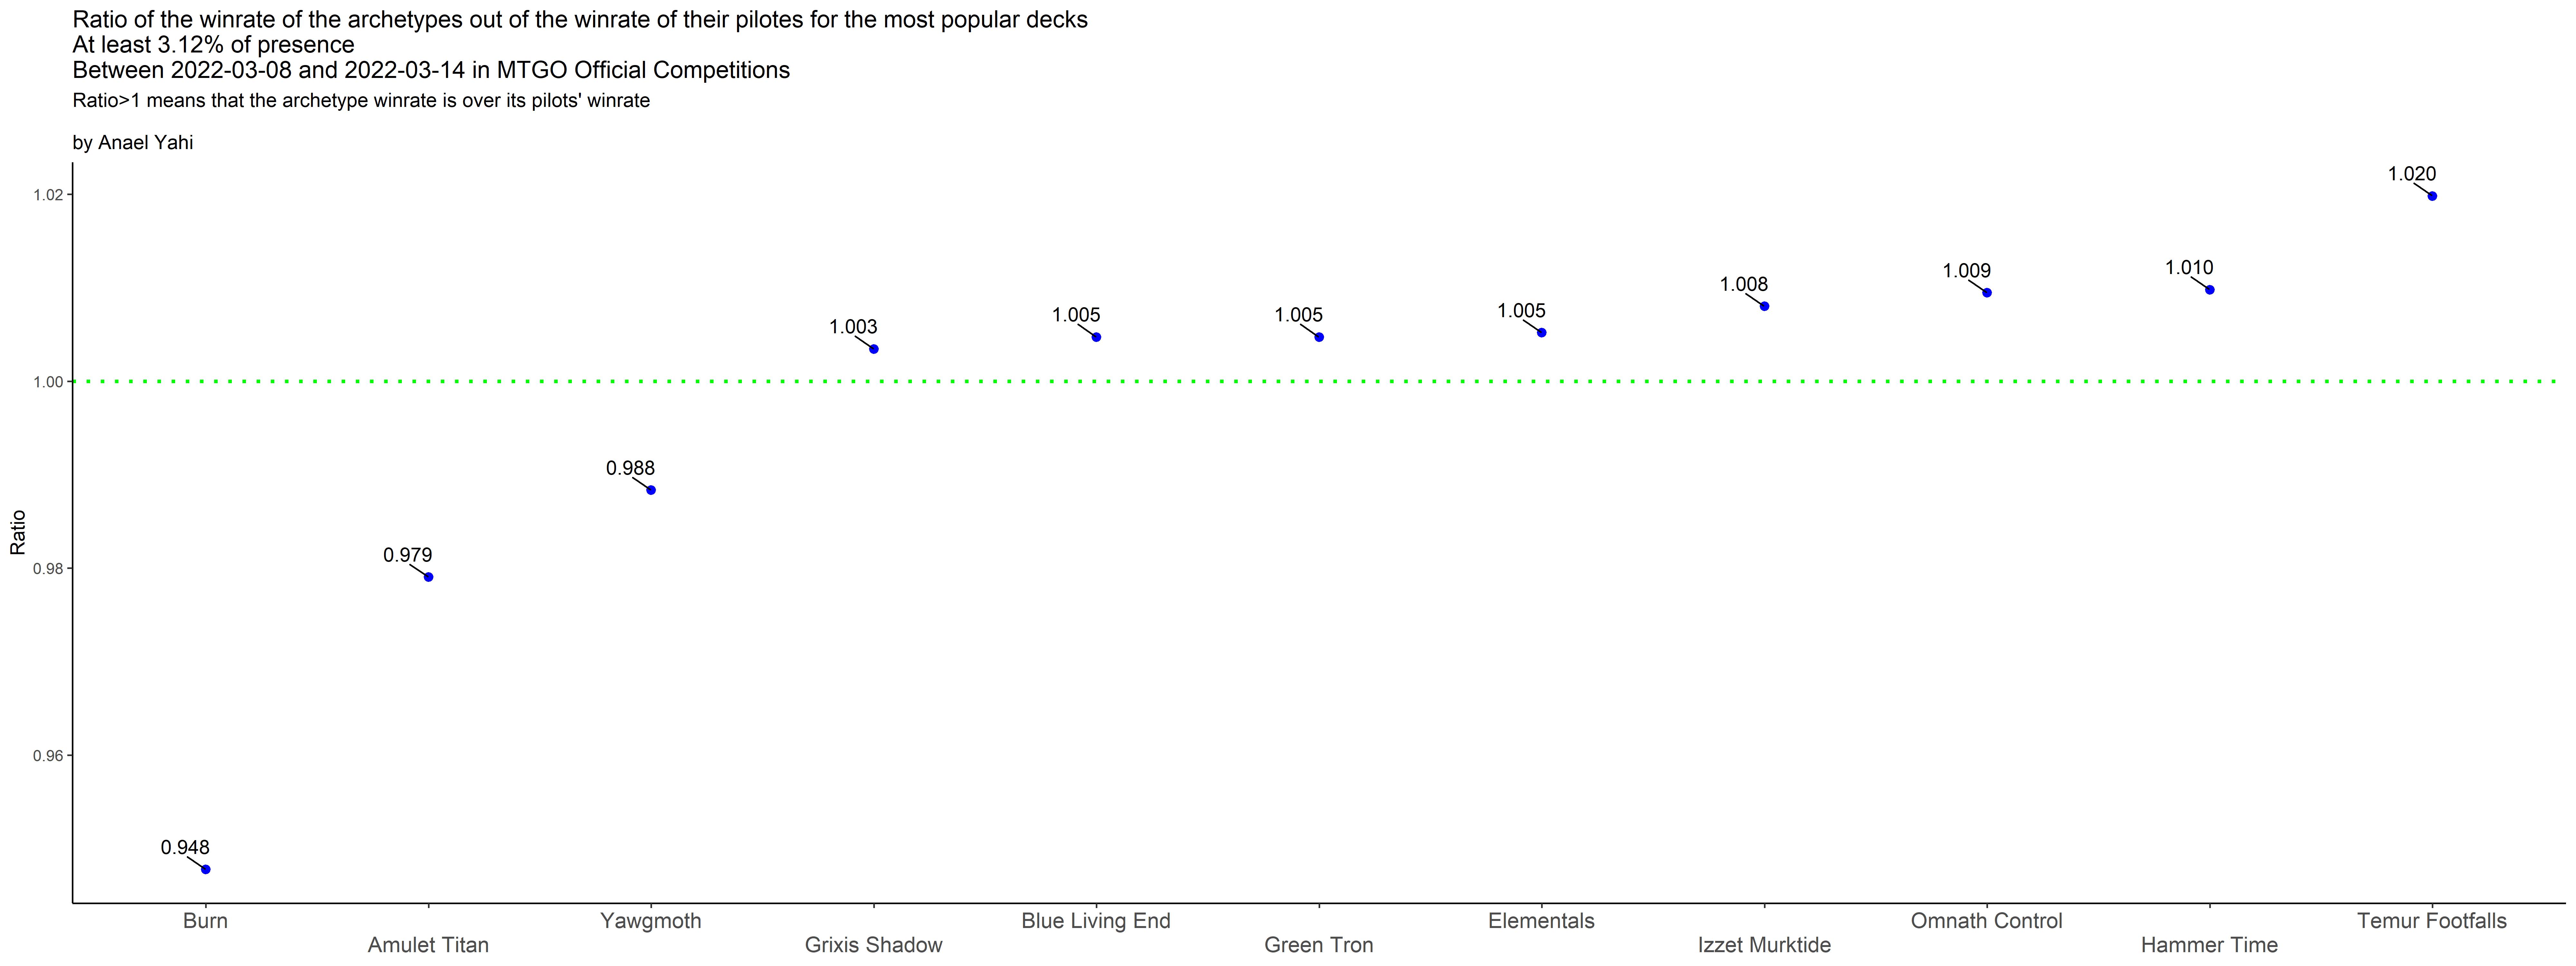 Ratio of the winrate of the archetypes out of the winrate of their pilotes for the most popular decks
At least 3.12% of presence
Between 2022-03-08 and 2022-03-14 in MTGO Official Competitions
Ratio>1 means that the archetype winrate is over its pilots' winrate
by Anael Yahi
Ratio
1.02
1.00
0.98
0.96
0.948
0.979
0.988
1.003
1.005
1.005
1.005
1.008
1.009
1.010
1.020
Burn
Amulet Titan
Yawgmoth
Grixis Shadow
Blue Living End
Green Tron
Elementals
Izzet Murktide
Omnath Control
Hammer Time
Temur Footfalls